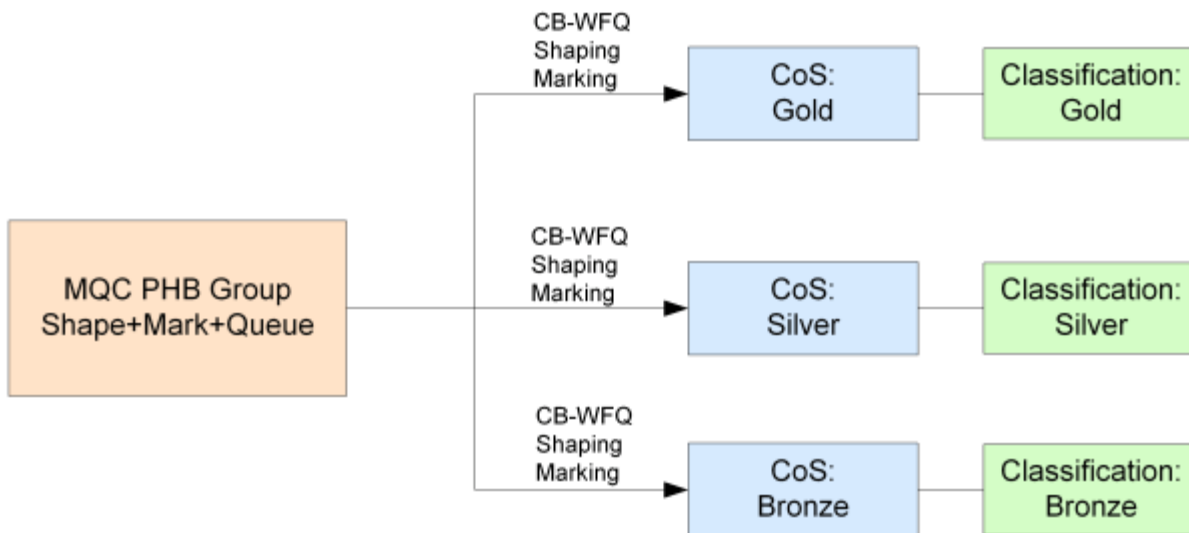 CB-WFQ
Shaping
Marking
CoS:
Gold
Classification:
Gold
MQC PHB Group
Shape+Mark+Queue
CB-WFQ
Shaping
Marking
CoS:
Silver
Classification:
Silver
CB-WFQ
Shaping
Marking
CoS:
Bronze
Classification:
Bronze